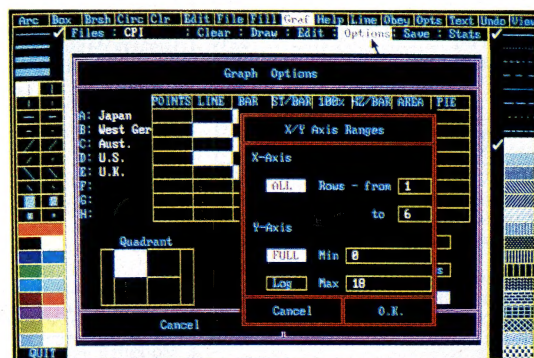 Arc Box Brsh Circ Clr Edit File Fill Graf Help Line Obey Opts Text Undo View
Files : CPI : Clear : Draw : Edit : Options : Save : Stats
Graph Options
POINTS LINE BAR ST/BAR 100% HZ/BAR AREA PIE
A: Japan
B: West Ger
C: Aust.
D: U.S.
E: U.K.
F:
G:
H:
X/Y Axis Ranges
X-Axis
ALL Rows - from 1
to 6
Y-Axis
FULL Min 0
Log Max 18
Cancel O.K.
Quadrant
s
Cancel
n
QUIT